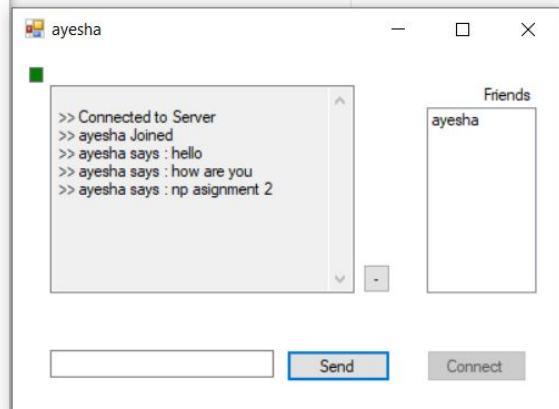 ayesha
Friends
>> Connected to Server
>> ayesha Joined
>> ayesha says : hello
>> ayesha says : how are you
>> ayesha says : np asignment 2
ayesha
-
Send
Connect